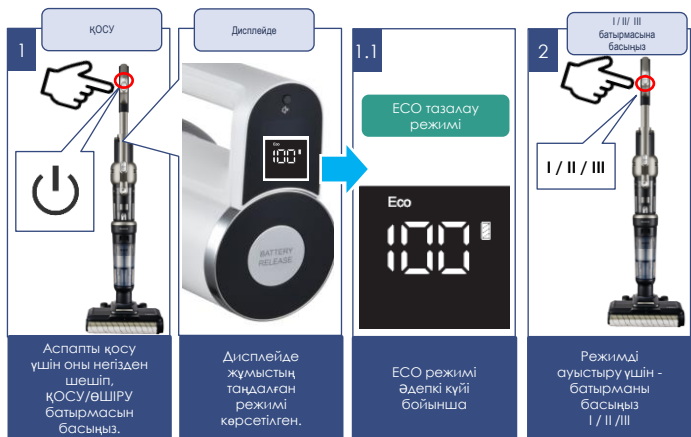 1
ҚОСУ
Аспапты қосу
үшін оны негізден
шешіп,
ҚОСУ/ӨШІРУ
батырмасын
басыңыз.
Дисплейде
Eco
100
BATTERY
RELEASE
Дисплейде
жұмыстың
таңдалған
режимі
көрсетілген.
1.1
ECO тазалау
режимі
Eco
100
ECO режимі
Әдепкі күйі
бойынша
2
I / II/ III
батырмасына
басыңыз
I / II / III
Режимді
ауыстыру үшін -
батырманы
басыңыз
I / II /III